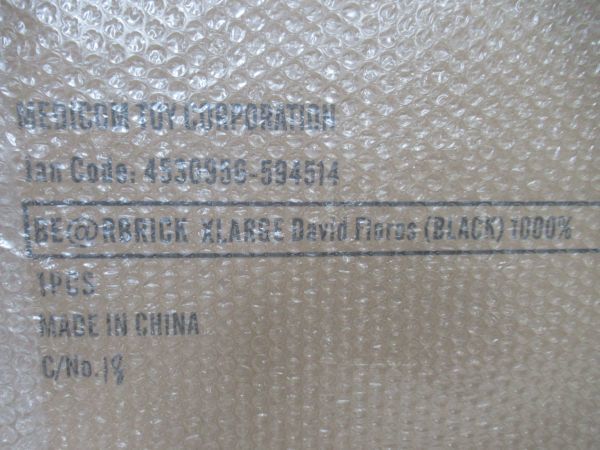 MEDICOM TOY CORPORATION
Jan Code: 4530956-594514
BE@RBRICK XLARGE David Flores (BLACK) 1000%
1PCS
MADE IN CHINA
C/No.18